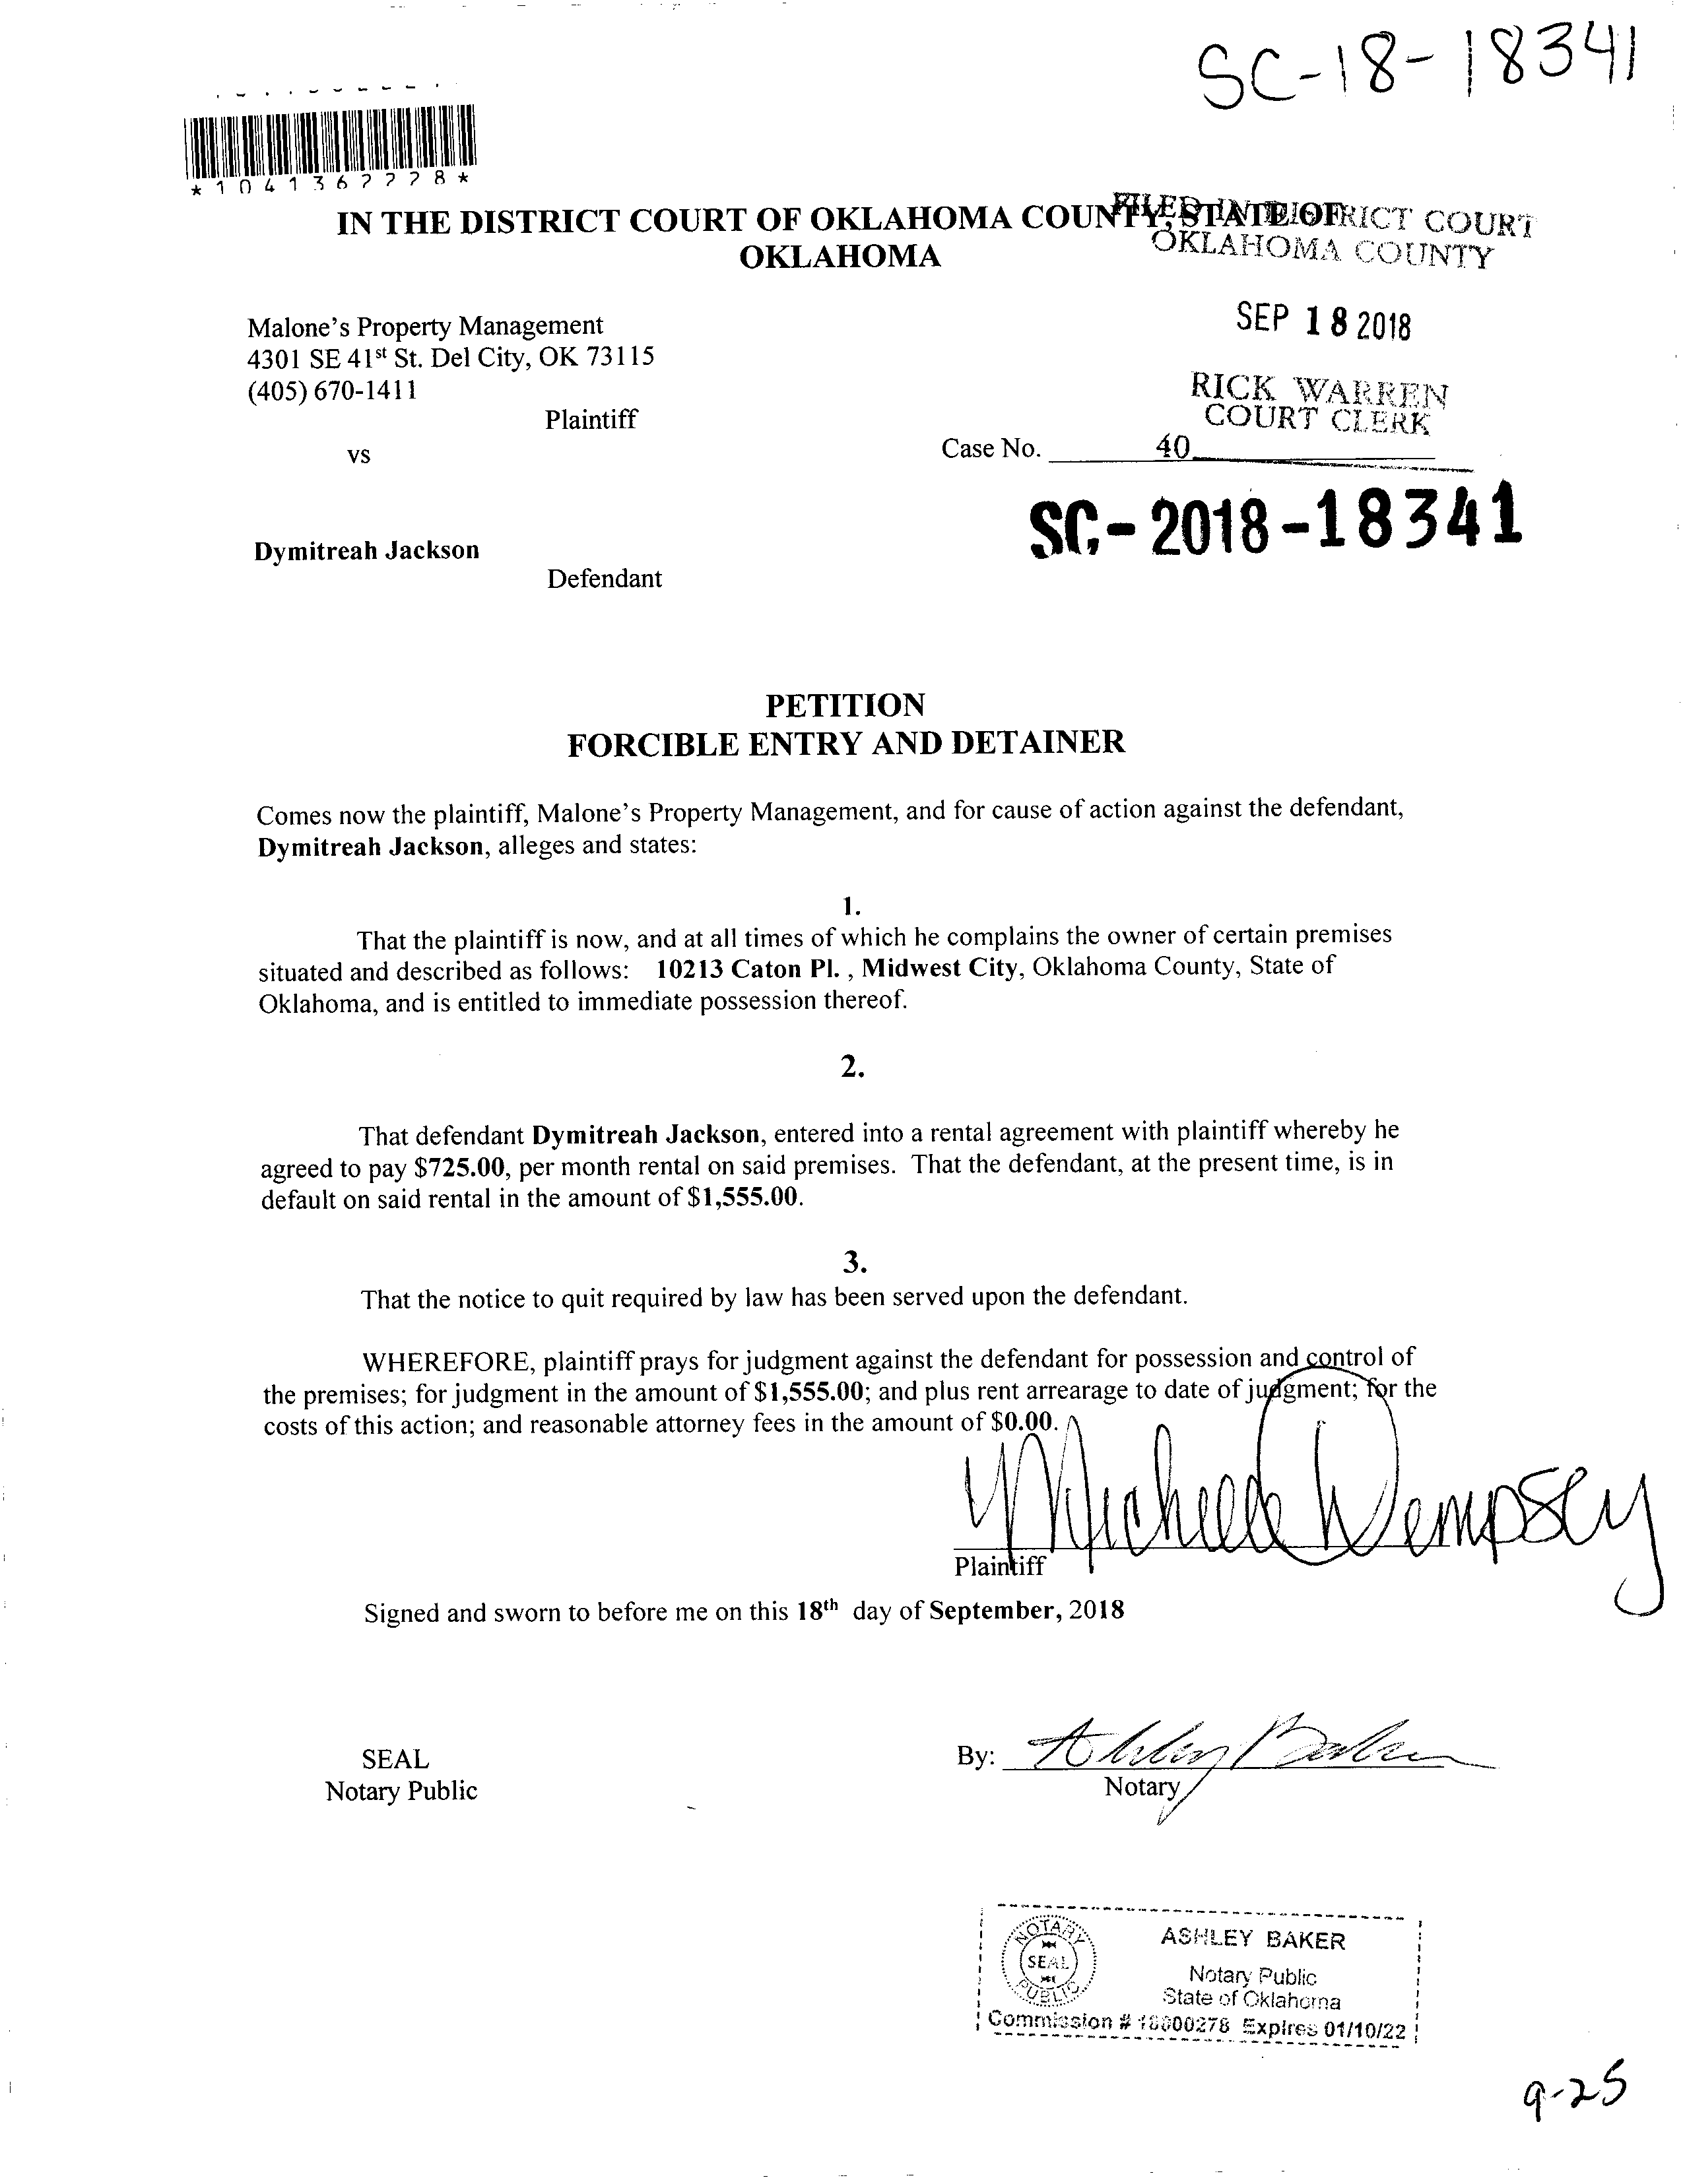 SC-18-18341
*1041367778*
IN THE DISTRICT COURT OF OKLAHOMA COUNTY, STATE OF
OKLAHOMA
FILED IN DISTRICT COURT
OKLAHOMA COUNTY
Malone's Property Management
4301 SE 41st St. Del City, OK 73115
(405) 670-1411
Plaintiff
vs
SEP 18 2018
RICK WARREN
COURT CLERK
Case No. 40
SC-2018-18341
Dymitreah Jackson
Defendant
PETITION
FORCIBLE ENTRY AND DETAINER
Comes now the plaintiff, Malone's Property Management, and for cause of action against the defendant,
Dymitreah Jackson, alleges and states:
1.
That the plaintiff is now, and at all times of which he complains the owner of certain premises
situated and described as follows: 10213 Caton Pl. , Midwest City, Oklahoma County, State of
Oklahoma, and is entitled to immediate possession thereof.
2.
That defendant Dymitreah Jackson, entered into a rental agreement with plaintiff whereby he
agreed to pay $725.00, per month rental on said premises. That the defendant, at the present time, is in
default on said rental in the amount of $1,555.00.
3.
That the notice to quit required by law has been served upon the defendant.
WHEREFORE, plaintiff prays for judgment against the defendant for possession and control of
the premises; for judgment in the amount of $1,555.00; and plus rent arrearage to date of judgment; for the
costs of this action; and reasonable attorney fees in the amount of $0.00.
Michelle Dempsey
Plaintiff
Signed and sworn to before me on this 18th day of September, 2018
SEAL
Notary Public
By: Ashley Baker
Notary
NOTARY
SEAL
PUBLIC
ASHLEY BAKER
Notary Public
State of Oklahoma
Commission # 18000278 Expires 01/10/22
9-25